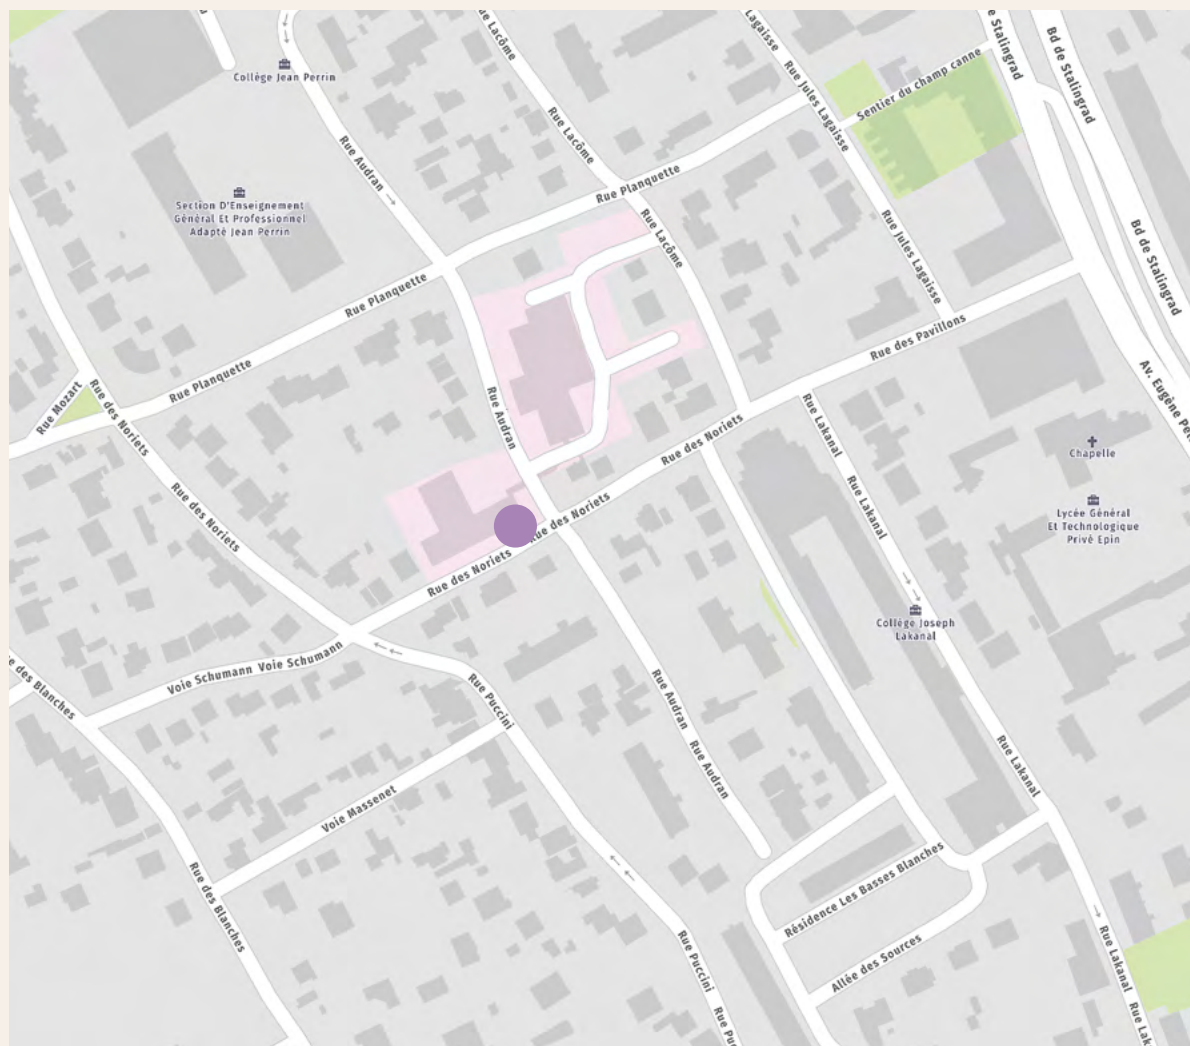 Rue Lacôme
Lagaisse
e Stalingrad
Bd de Stalingrad
Sentier du champ canne
Collège Jean Perrin
Rue Jules Lagaisse
Rue Lacôme
Rue Audran
Rue Planquette
Section D'Enseignement
Général Et Professionnel
Adapté Jean Perrin
Rue Lacôme
Rue Jules Lagaisse
Bd de Stalingrad
Rue Planquette
Rue des Pavillons
Rue Planquette
Rue Mozart
Rue des Noriets
Rue Audran
Rue des Noriets
Rue Lakanal
Av. Eugène Pel
Chapelle
Rue des Noriets
Rue des Noriets
Rue Lakanal
Lycée Général
Et Technologique
Privé Epin
Rue des Noriets
Collège Joseph
Lakanal
Voie Schumann
Voie Schumann
e des Blanches
Rue Puccini
Rue Audran
Rue Audran
Rue Lakanal
Voie Massenet
Résidence Les Basses Blanches
Rue des Blanches
Allée des Sources
Rue Puccini
Rue Lakanal
Rue Puc
Rue Lak